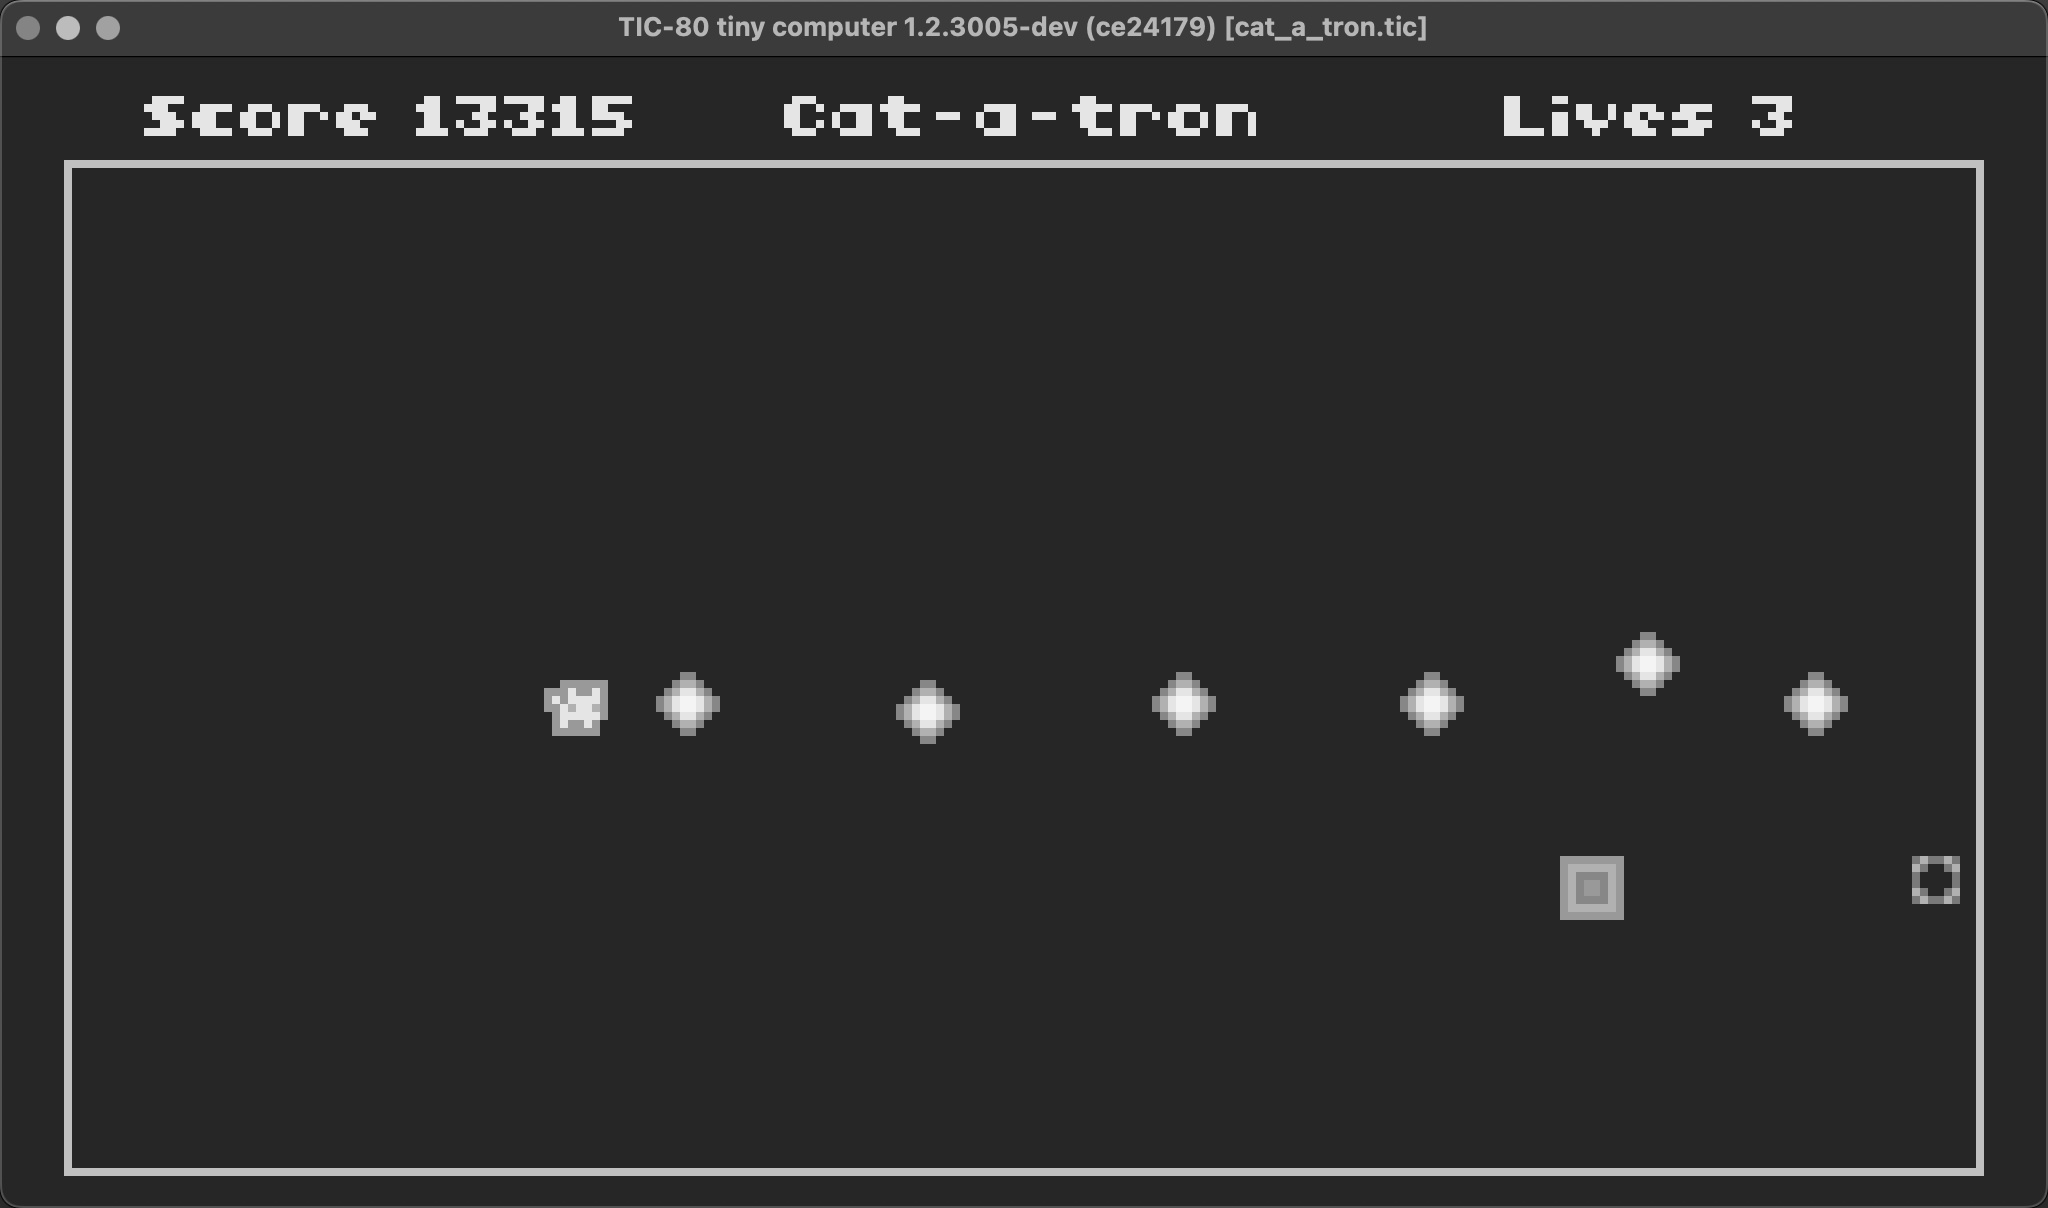 TIC-80 tiny computer 1.2.3005-dev (ce24179) [cat_a_tron.tic]
Score 13315 Cat-a-tron Lives 3